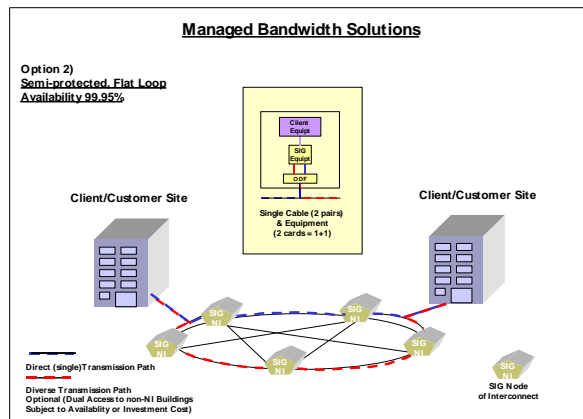 Managed Bandwidth Solutions
Option 2)
Semi-protected, Flat Loop
Availability 99.95%
Client
Equipt
SIG
Equipt
ODF
Single Cable (2 pairs)
& Equipment
(2 cards = 1+1)
Client/Customer Site
Client/Customer Site
SIG
NI
SIG
NI
SIG
NI
SIG
NI
SIG
NI
Direct (single)Transmission Path
Diverse Transmission Path
Optional (Dual Access to non-NI Buildings
Subject to Availablity or Investment Cost)
SIG
NI
SIG Node
of Interconnect